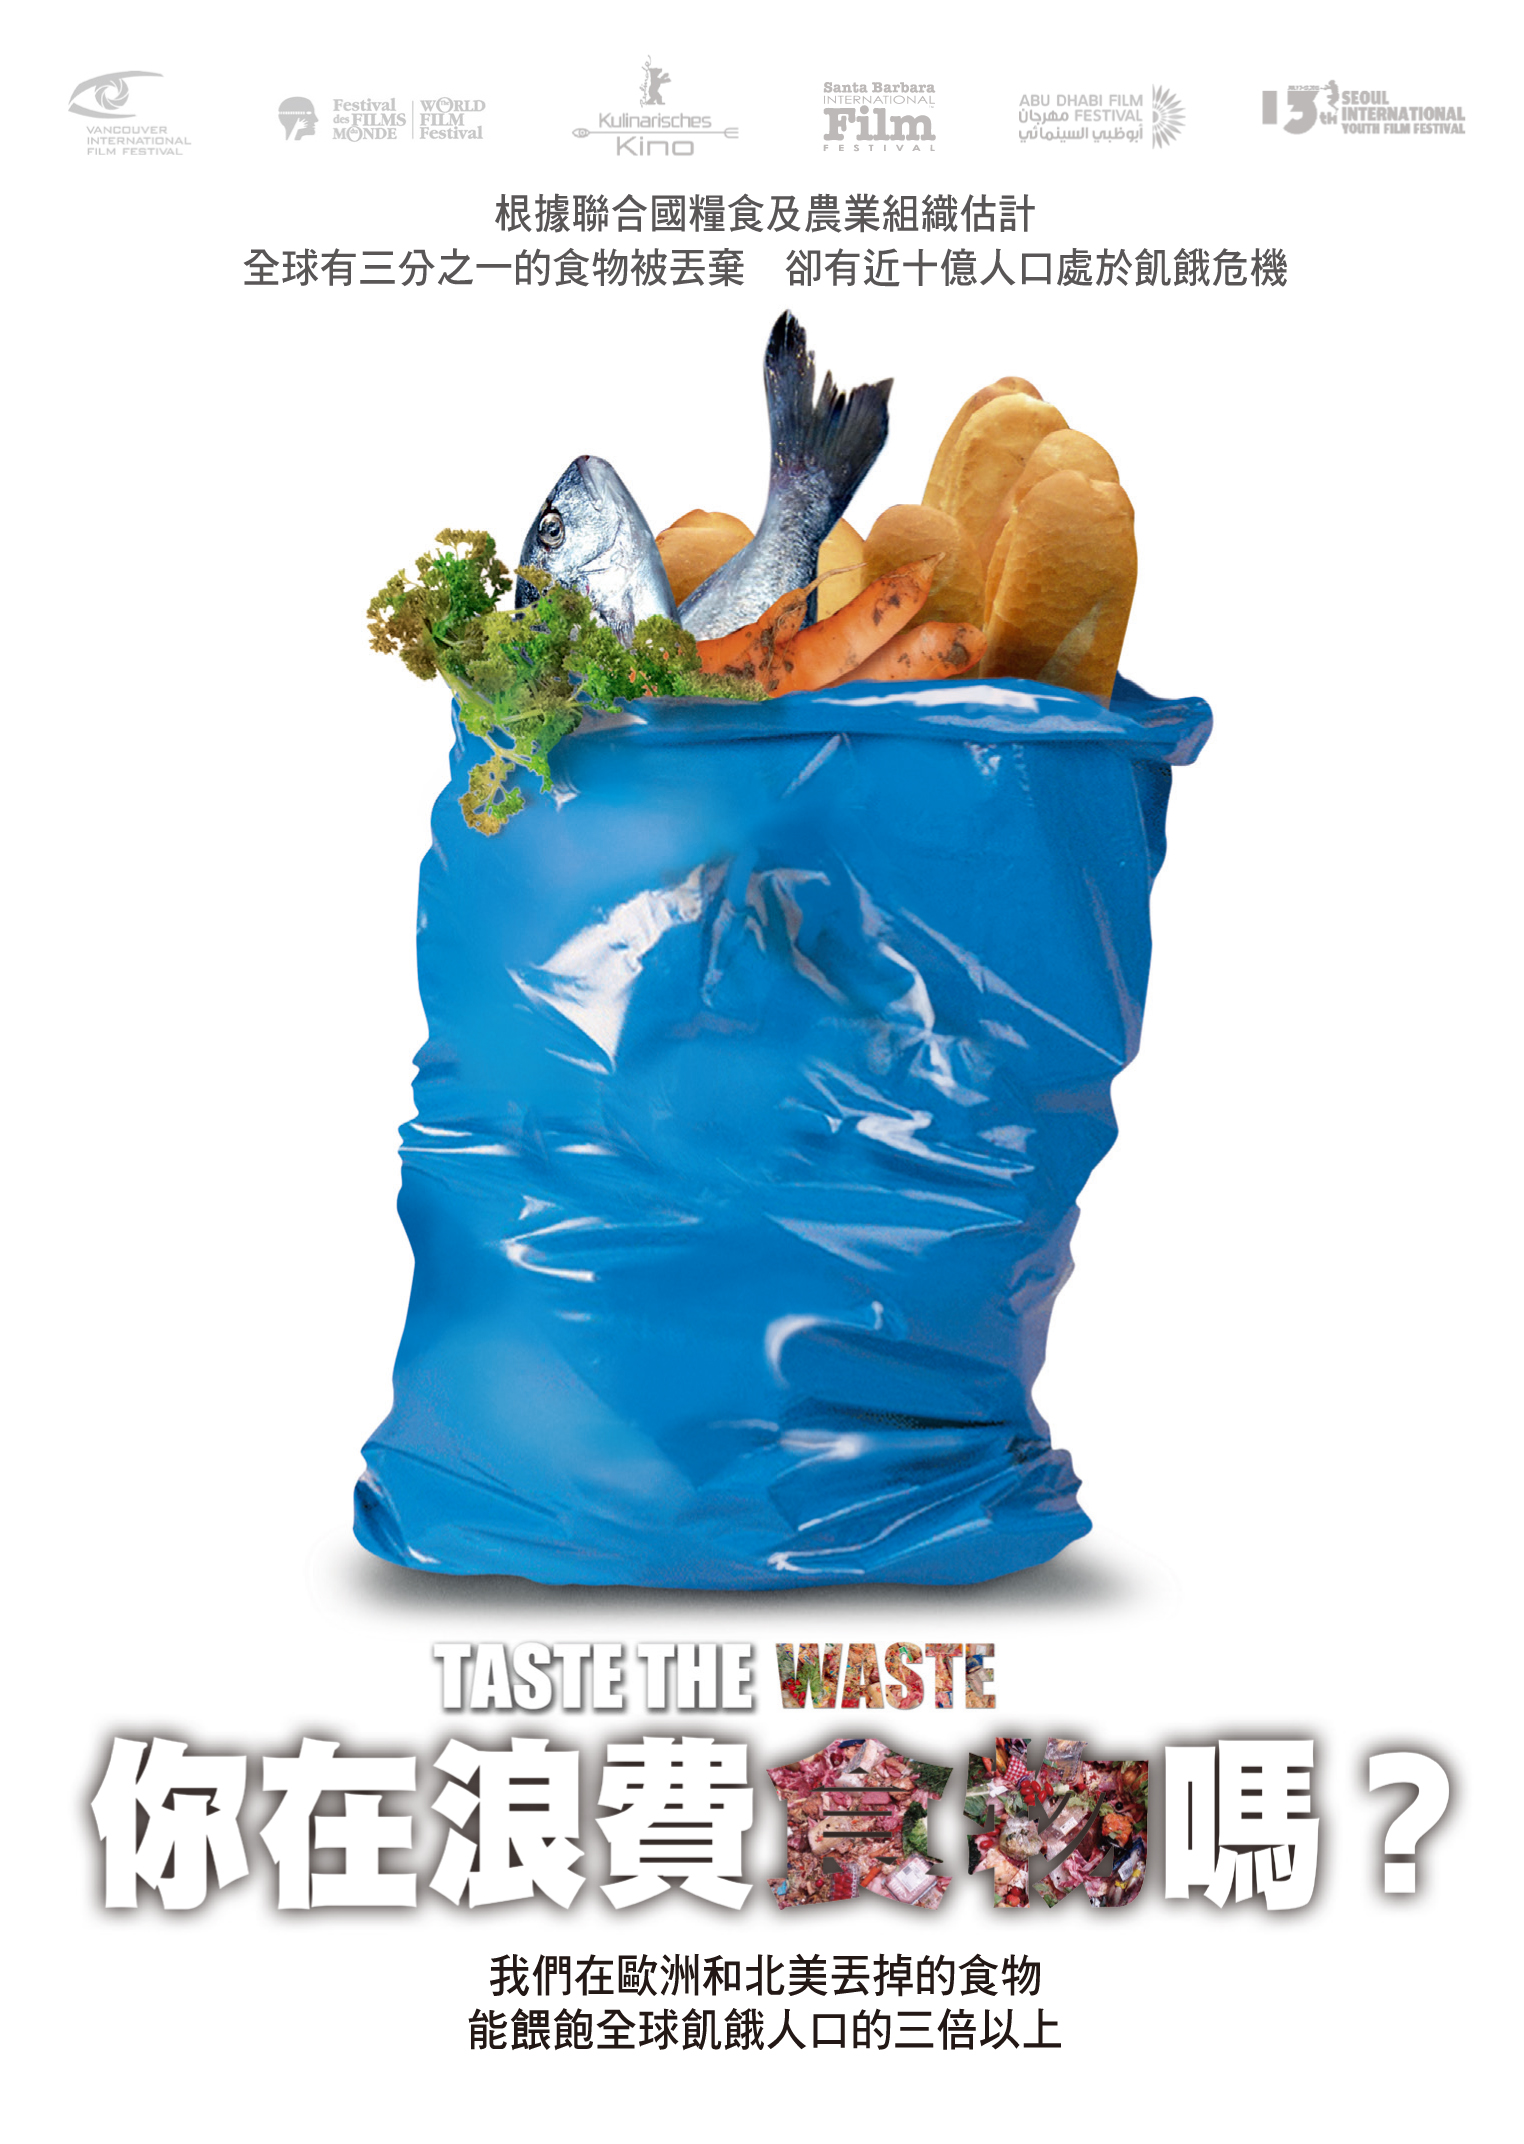 VANCOUVER
INTERNATIONAL
FILM FESTIVAL
Festival
des FILMS
du MONDE
The WORLD
FILM
Festival
Kulinarisches
Kino
Santa Barbara
INTERNATIONAL
Film
FESTIVAL
ABU DHABI FILM
FESTIVAL مهرجان
أبوظبي السينمائي
13th SEOUL
INTERNATIONAL
YOUTH FILM FESTIVAL
根據聯合國糧食及農業組織估計
全球有三分之一的食物被丟棄　卻有近十億人口處於飢餓危機
TASTE THE WASTE
你在浪費食物嗎？
我們在歐洲和北美丟掉的食物
能餵飽全球飢餓人口的三倍以上